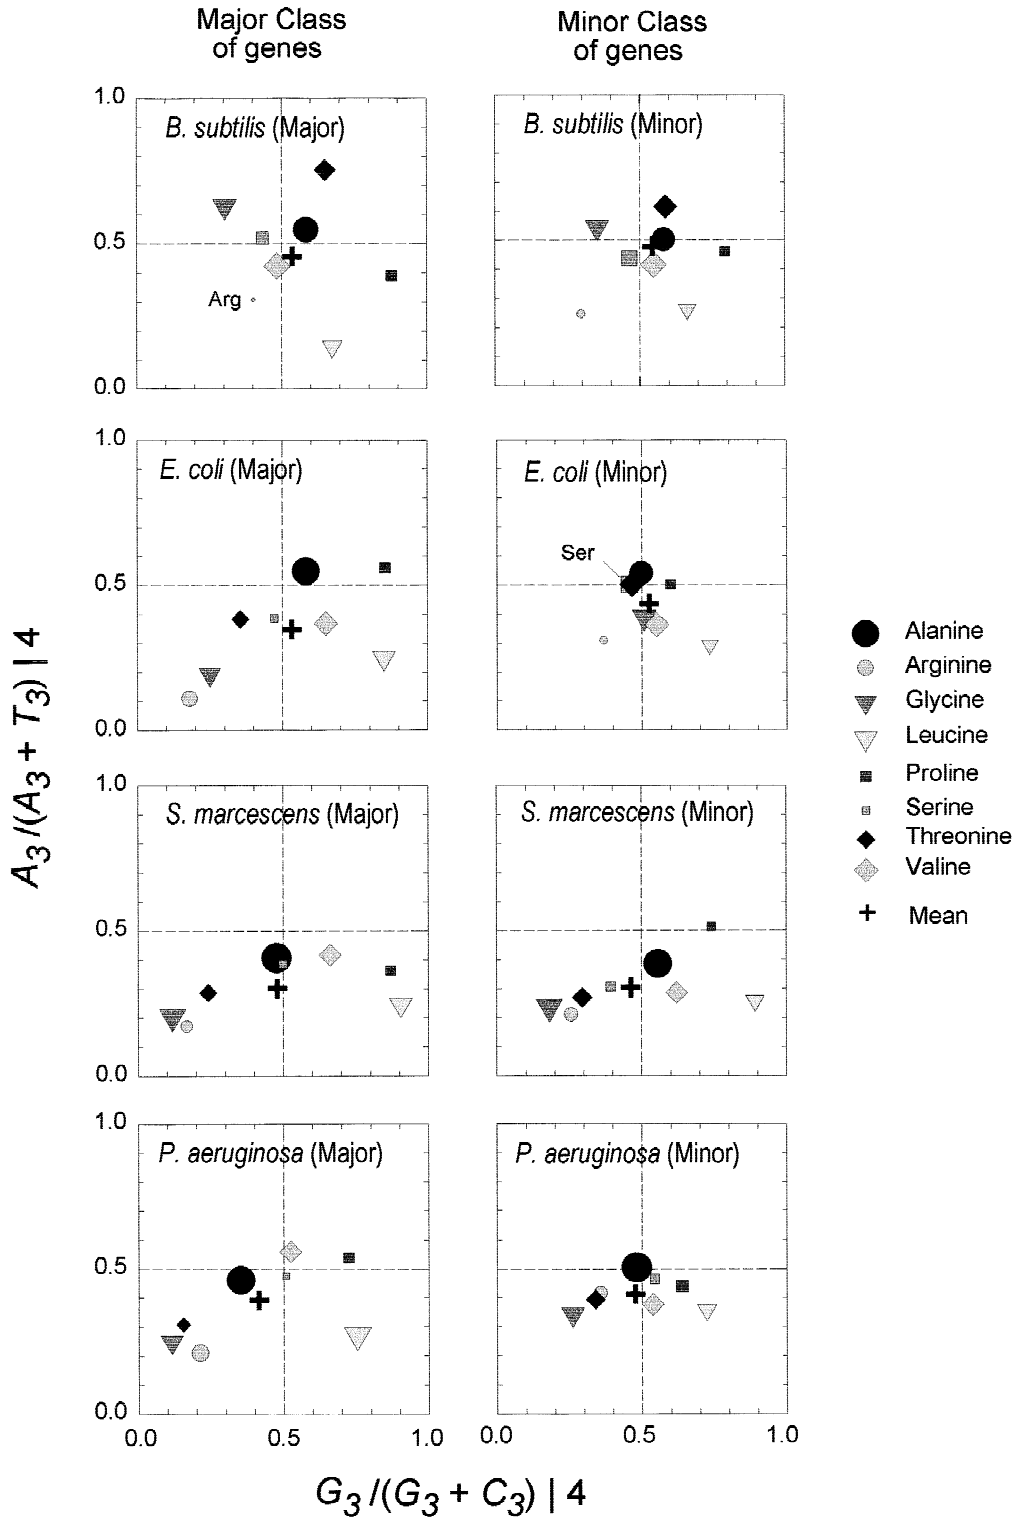 Major Class
of genes
Minor Class
of genes
1.0
B. subtilis (Major)
B. subtilis (Minor)
0.5
Arg
0.0
1.0
E. coli (Major)
E. coli (Minor)
Ser
0.5
0.0
1.0
S. marcescens (Major)
S. marcescens (Minor)
0.5
0.0
1.0
P. aeruginosa (Major)
P. aeruginosa (Minor)
0.5
0.0
0.0 0.5 1.0
0.0 0.5 1.0
A3/(A3 + T3) | 4
G3/(G3 + C3) | 4
Alanine
Arginine
Glycine
Leucine
Proline
Serine
Threonine
Valine
Mean